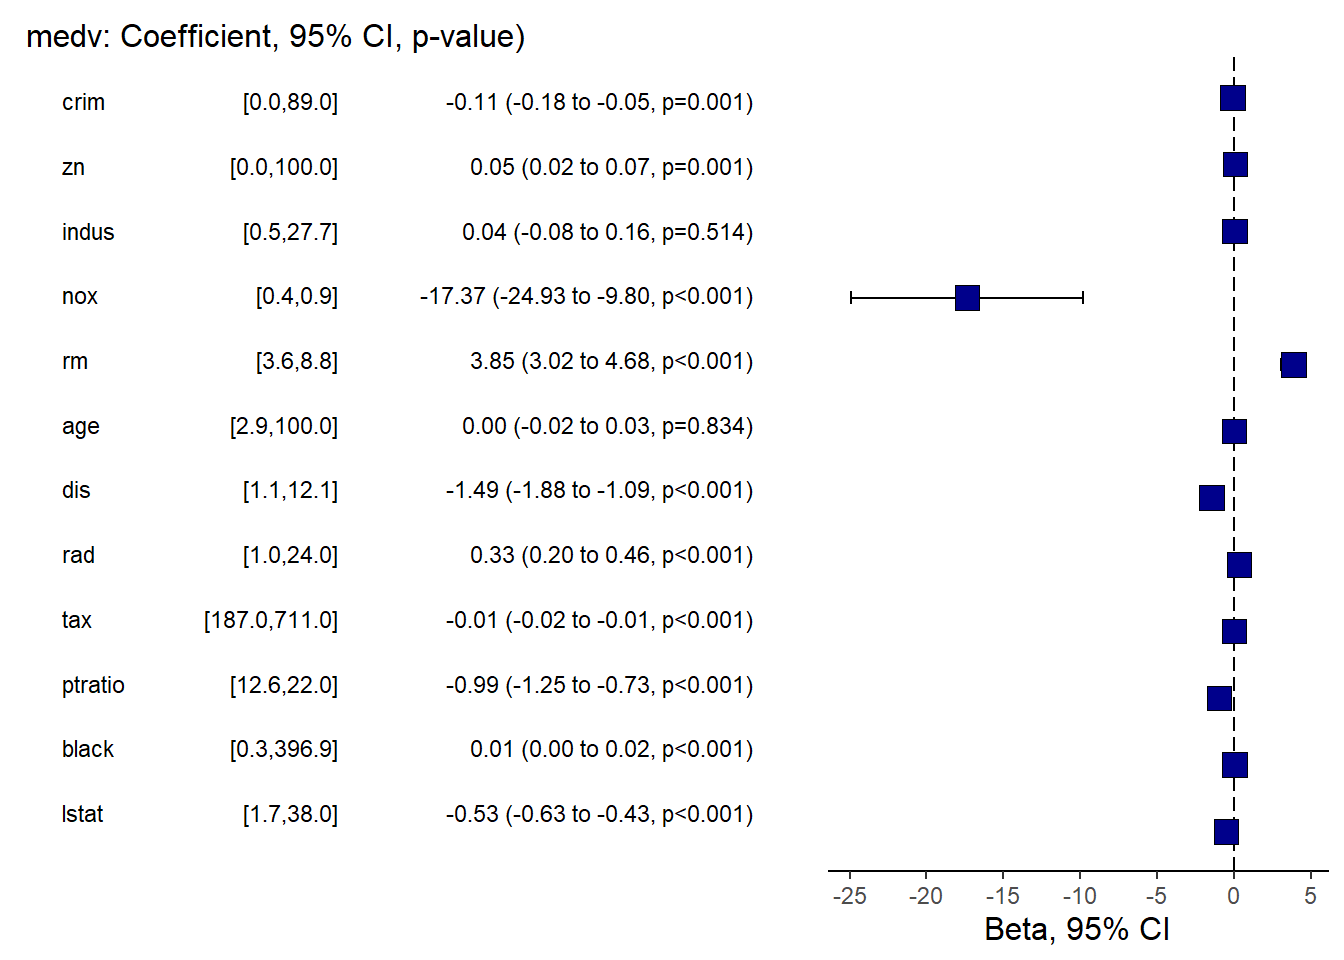 medv: Coefficient, 95% CI, p-value)
crim [0.0,89.0] -0.11 (-0.18 to -0.05, p=0.001)
zn [0.0,100.0] 0.05 (0.02 to 0.07, p=0.001)
indus [0.5,27.7] 0.04 (-0.08 to 0.16, p=0.514)
nox [0.4,0.9] -17.37 (-24.93 to -9.80, p<0.001)
rm [3.6,8.8] 3.85 (3.02 to 4.68, p<0.001)
age [2.9,100.0] 0.00 (-0.02 to 0.03, p=0.834)
dis [1.1,12.1] -1.49 (-1.88 to -1.09, p<0.001)
rad [1.0,24.0] 0.33 (0.20 to 0.46, p<0.001)
tax [187.0,711.0] -0.01 (-0.02 to -0.01, p<0.001)
ptratio [12.6,22.0] -0.99 (-1.25 to -0.73, p<0.001)
black [0.3,396.9] 0.01 (0.00 to 0.02, p<0.001)
lstat [1.7,38.0] -0.53 (-0.63 to -0.43, p<0.001)
-25 -20 -15 -10 -5 0 5
Beta, 95% CI